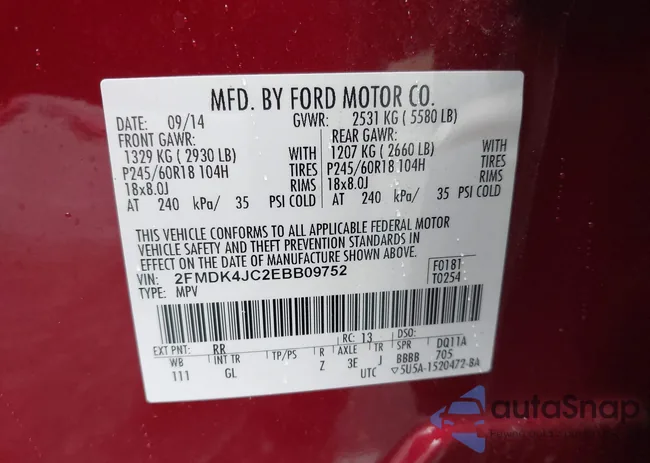 MFD. BY FORD MOTOR CO.
DATE: 09/14 GVWR: 2531 KG ( 5580 LB)
FRONT GAWR: REAR GAWR:
1329 KG ( 2930 LB) WITH 1207 KG ( 2660 LB) WITH
P245/60R18 104H TIRES P245/60R18 104H TIRES
18x8.0J RIMS 18x8.0J RIMS
AT 240 kPa/ 35 PSI COLD AT 240 kPa/ 35 PSI COLD
THIS VEHICLE CONFORMS TO ALL APPLICABLE FEDERAL MOTOR
VEHICLE SAFETY AND THEFT PREVENTION STANDARDS IN
EFFECT ON THE DATE OF MANUFACTURE SHOWN ABOVE.
VIN: 2FMDK4JC2EBB09752 F0181
TYPE: MPV T0254
EXT PNT: RR RC: 13 DSO:
WB INT TR TP/PS R AXLE TR SPR DQ11A
111 GL Z 3E J BBBB 705
UTC ▽5U5A-1520472-BA
autoSnap